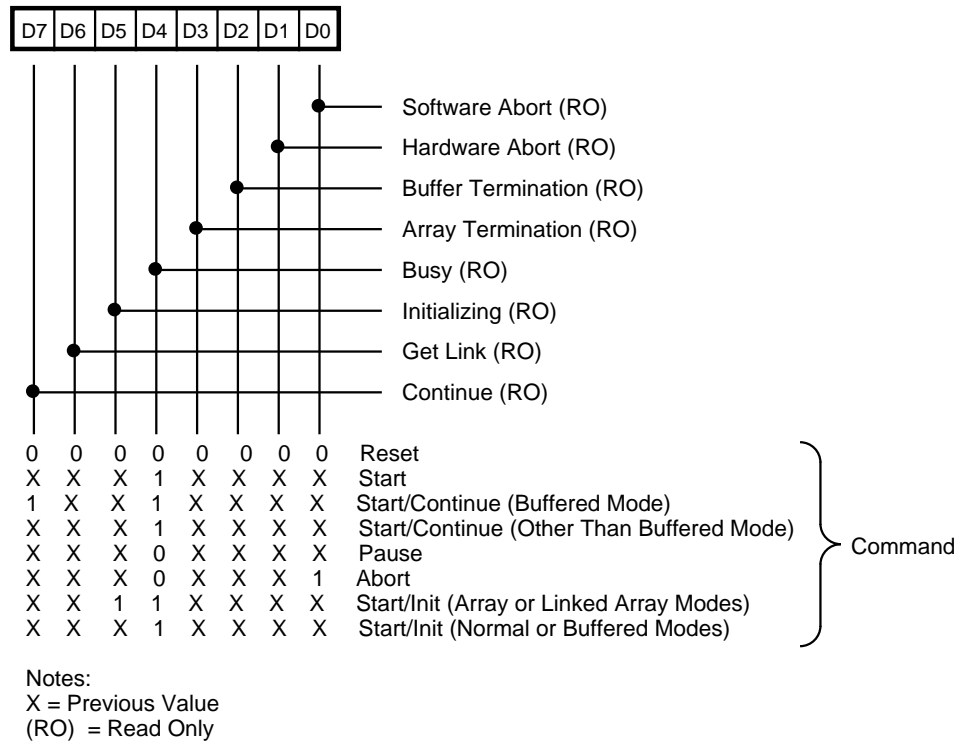 D7 D6 D5 D4 D3 D2 D1 D0
Software Abort (RO)
Hardware Abort (RO)
Buffer Termination (RO)
Array Termination (RO)
Busy (RO)
Initializing (RO)
Get Link (RO)
Continue (RO)
0 0 0 0 0 0 0 0 Reset
X X X 1 X X X X Start
1 X X 1 X X X X Start/Continue (Buffered Mode)
X X X 1 X X X X Start/Continue (Other Than Buffered Mode)
X X X 0 X X X X Pause
X X X 0 X X X 1 Abort
X X 1 1 X X X X Start/Init (Array or Linked Array Modes)
X X X 1 X X X X Start/Init (Normal or Buffered Modes)
Command
Notes:
X = Previous Value
(RO) = Read Only